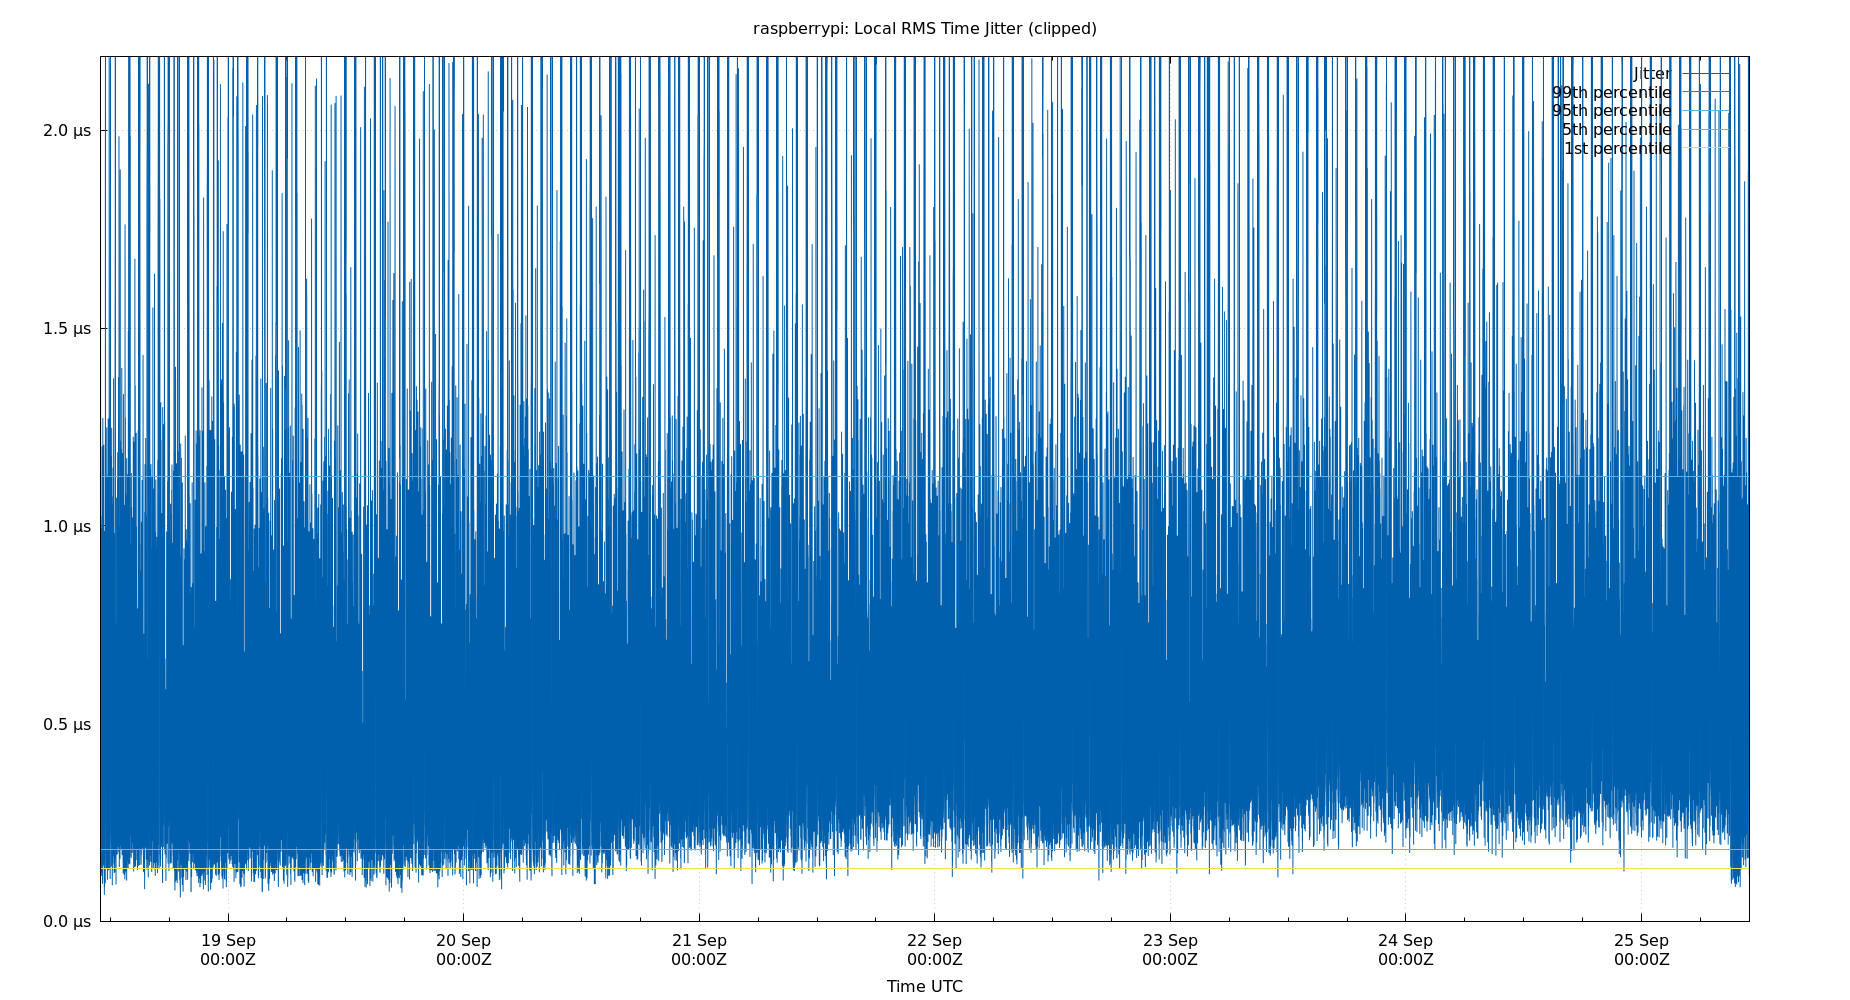 raspberrypi: Local RMS Time Jitter (clipped)
Jitter
99th percentile
95th percentile
5th percentile
1st percentile
2.0 µs
1.5 µs
1.0 µs
0.5 µs
0.0 µs
19 Sep 20 Sep 21 Sep 22 Sep 23 Sep 24 Sep 25 Sep
00:00Z 00:00Z 00:00Z 00:00Z 00:00Z 00:00Z 00:00Z
Time UTC